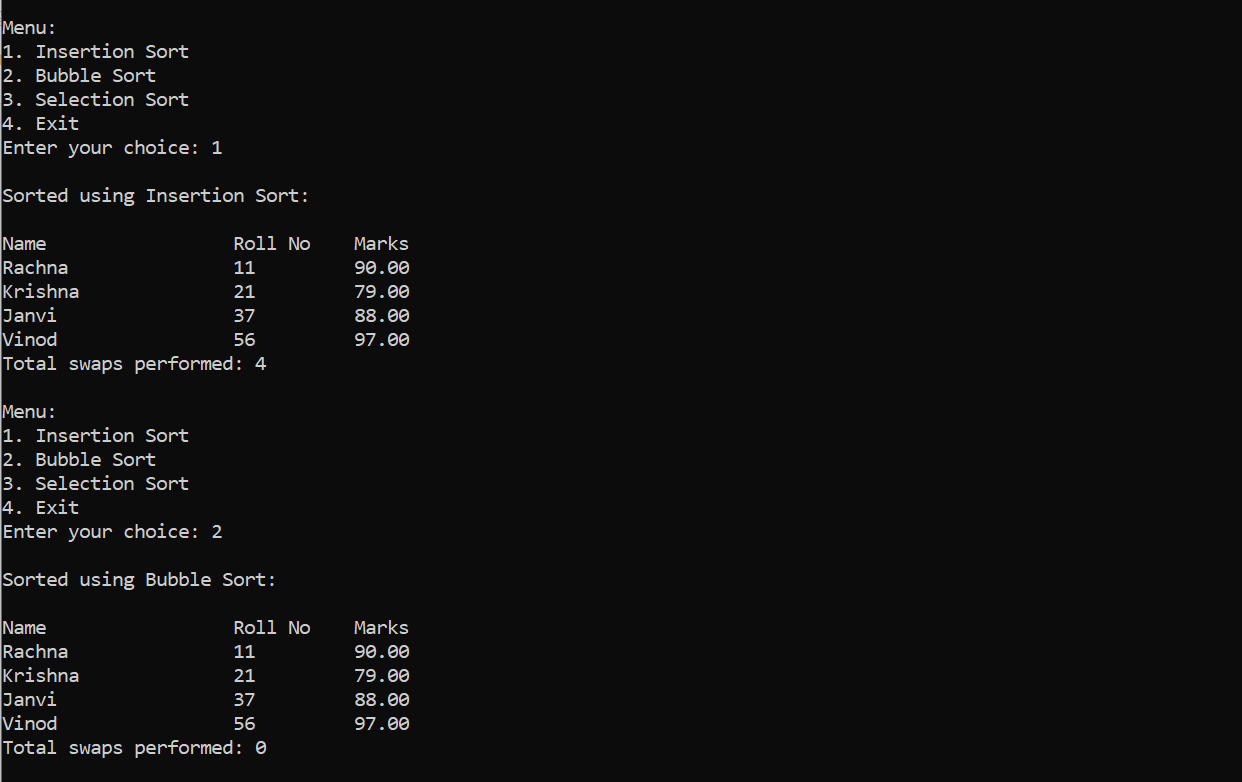 Menu:
1. Insertion Sort
2. Bubble Sort
3. Selection Sort
4. Exit
Enter your choice: 1
Sorted using Insertion Sort:
Name Roll No Marks
Rachna 11 90.00
Krishna 21 79.00
Janvi 37 88.00
Vinod 56 97.00
Total swaps performed: 4
Menu:
1. Insertion Sort
2. Bubble Sort
3. Selection Sort
4. Exit
Enter your choice: 2
Sorted using Bubble Sort:
Name Roll No Marks
Rachna 11 90.00
Krishna 21 79.00
Janvi 37 88.00
Vinod 56 97.00
Total swaps performed: 0